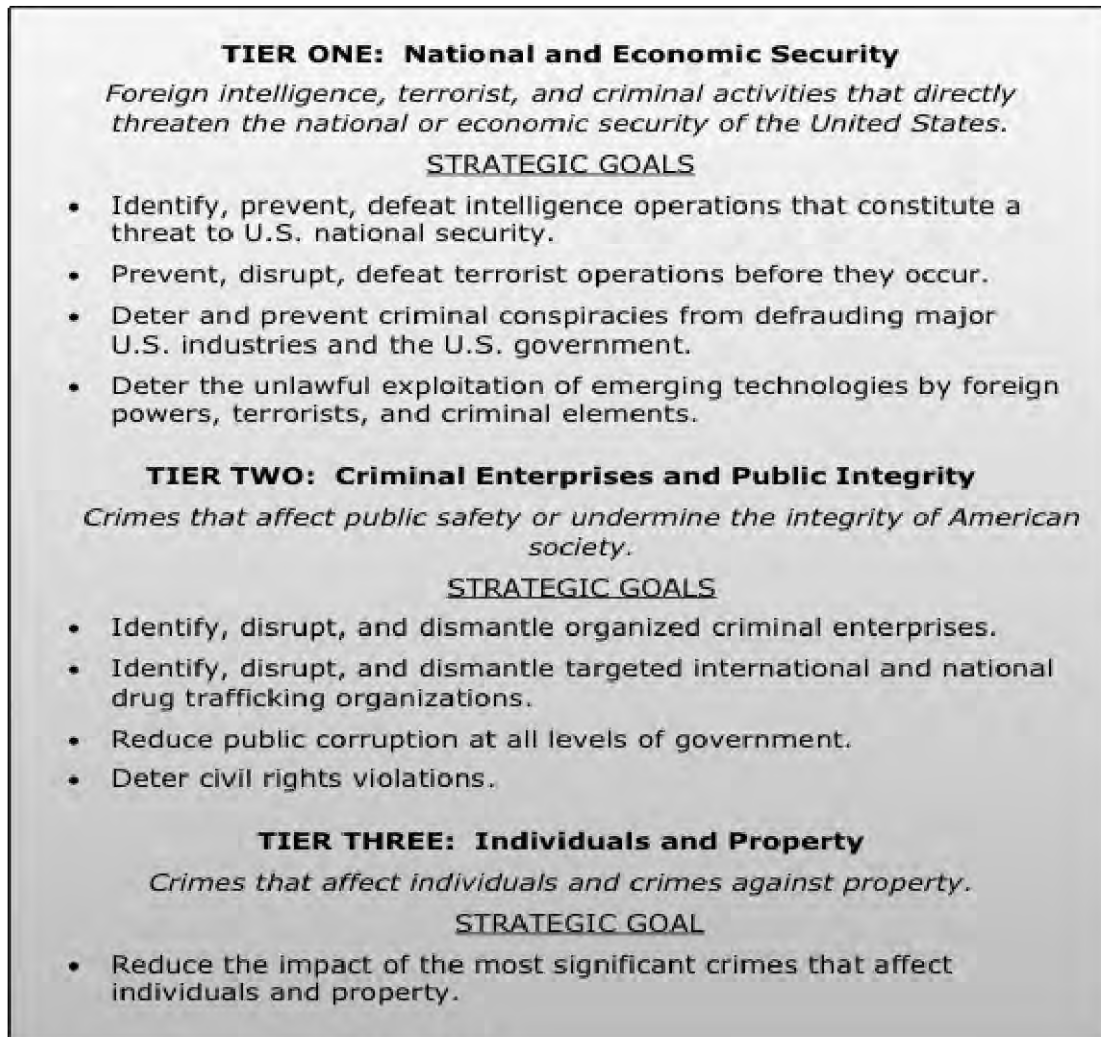 TIER ONE:  National and Economic Security
Foreign intelligence, terrorist, and criminal activities that directly
threaten the national or economic security of the United States.
STRATEGIC GOALS
• Identify, prevent, defeat intelligence operations that constitute a
threat to U.S. national security.
• Prevent, disrupt, defeat terrorist operations before they occur.
• Deter and prevent criminal conspiracies from defrauding major
U.S. industries and the U.S. government.
• Deter the unlawful exploitation of emerging technologies by foreign
powers, terrorists, and criminal elements.
TIER TWO:  Criminal Enterprises and Public Integrity
Crimes that affect public safety or undermine the integrity of American
society.
STRATEGIC GOALS
• Identify, disrupt, and dismantle organized criminal enterprises.
• Identify, disrupt, and dismantle targeted international and national
drug trafficking organizations.
• Reduce public corruption at all levels of government.
• Deter civil rights violations.
TIER THREE:  Individuals and Property
Crimes that affect individuals and crimes against property.
STRATEGIC GOAL
• Reduce the impact of the most significant crimes that affect
individuals and property.